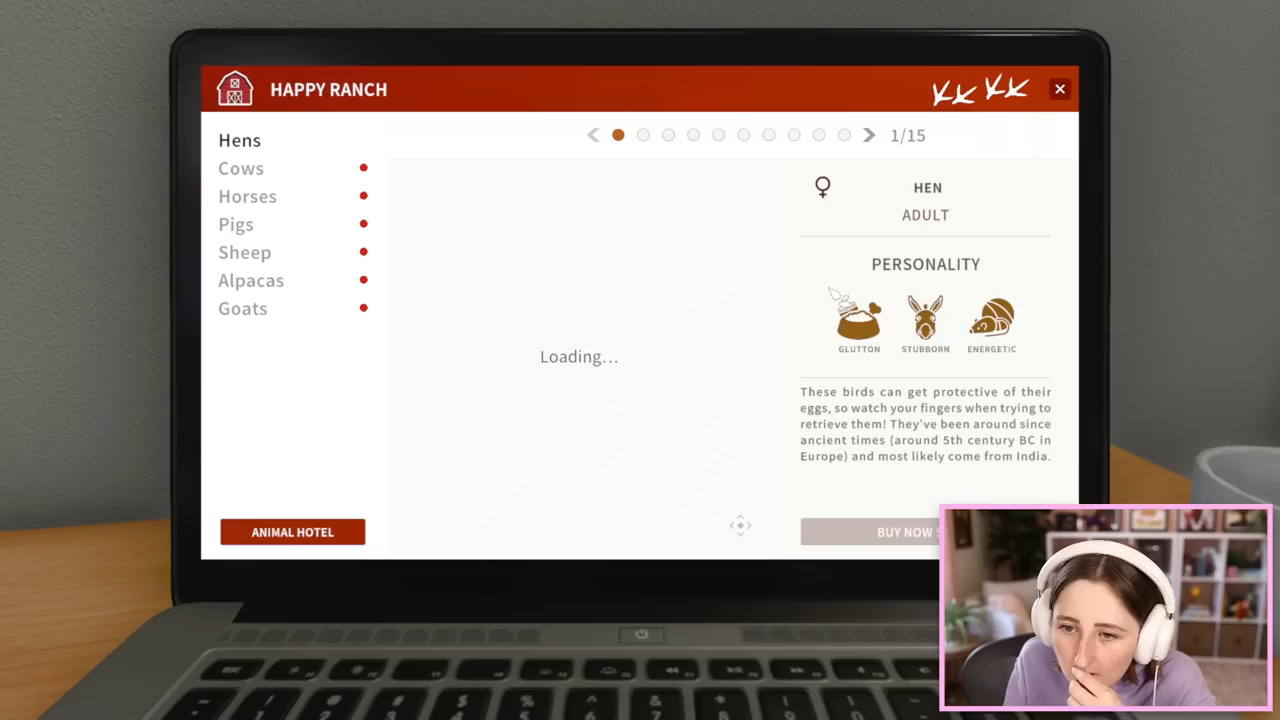 HAPPY RANCH
Hens
Cows
Horses
Pigs
Sheep
Alpacas
Goats
ANIMAL HOTEL
1/15
Loading...
HEN
ADULT
PERSONALITY
GLUTTON
STUBBORN
ENERGETIC
These birds can get protective of their
eggs, so watch your fingers when trying to
retrieve them! They've been around since
ancient times (around 5th century BC in
Europe) and most likely come from India.
BUY NOW